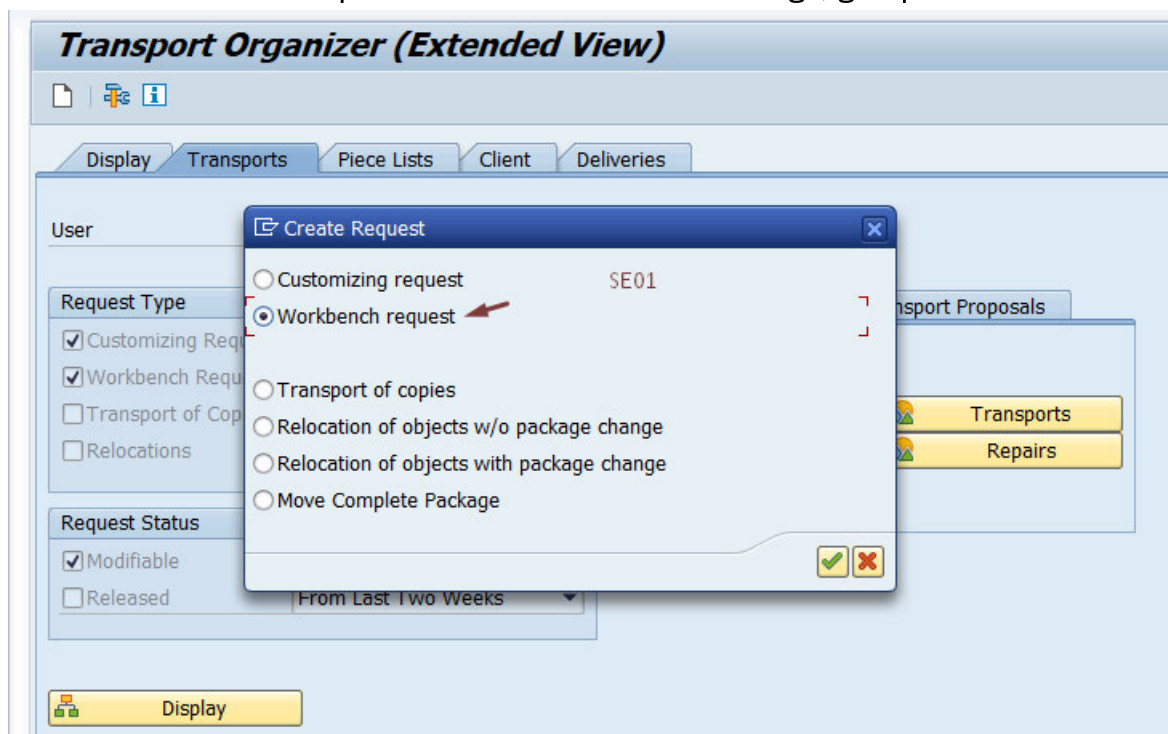 Transport Organizer (Extended View)
Display Transports Piece Lists Client Deliveries
User
Create Request
Customizing request SE01
Workbench request
Transport of copies
Relocation of objects w/o package change
Relocation of objects with package change
Move Complete Package
Request Type
Customizing Requ
Workbench Requ
Transport of Cop
Relocations
nsport Proposals
Transports
Repairs
Request Status
Modifiable
Released From Last Two Weeks
Display